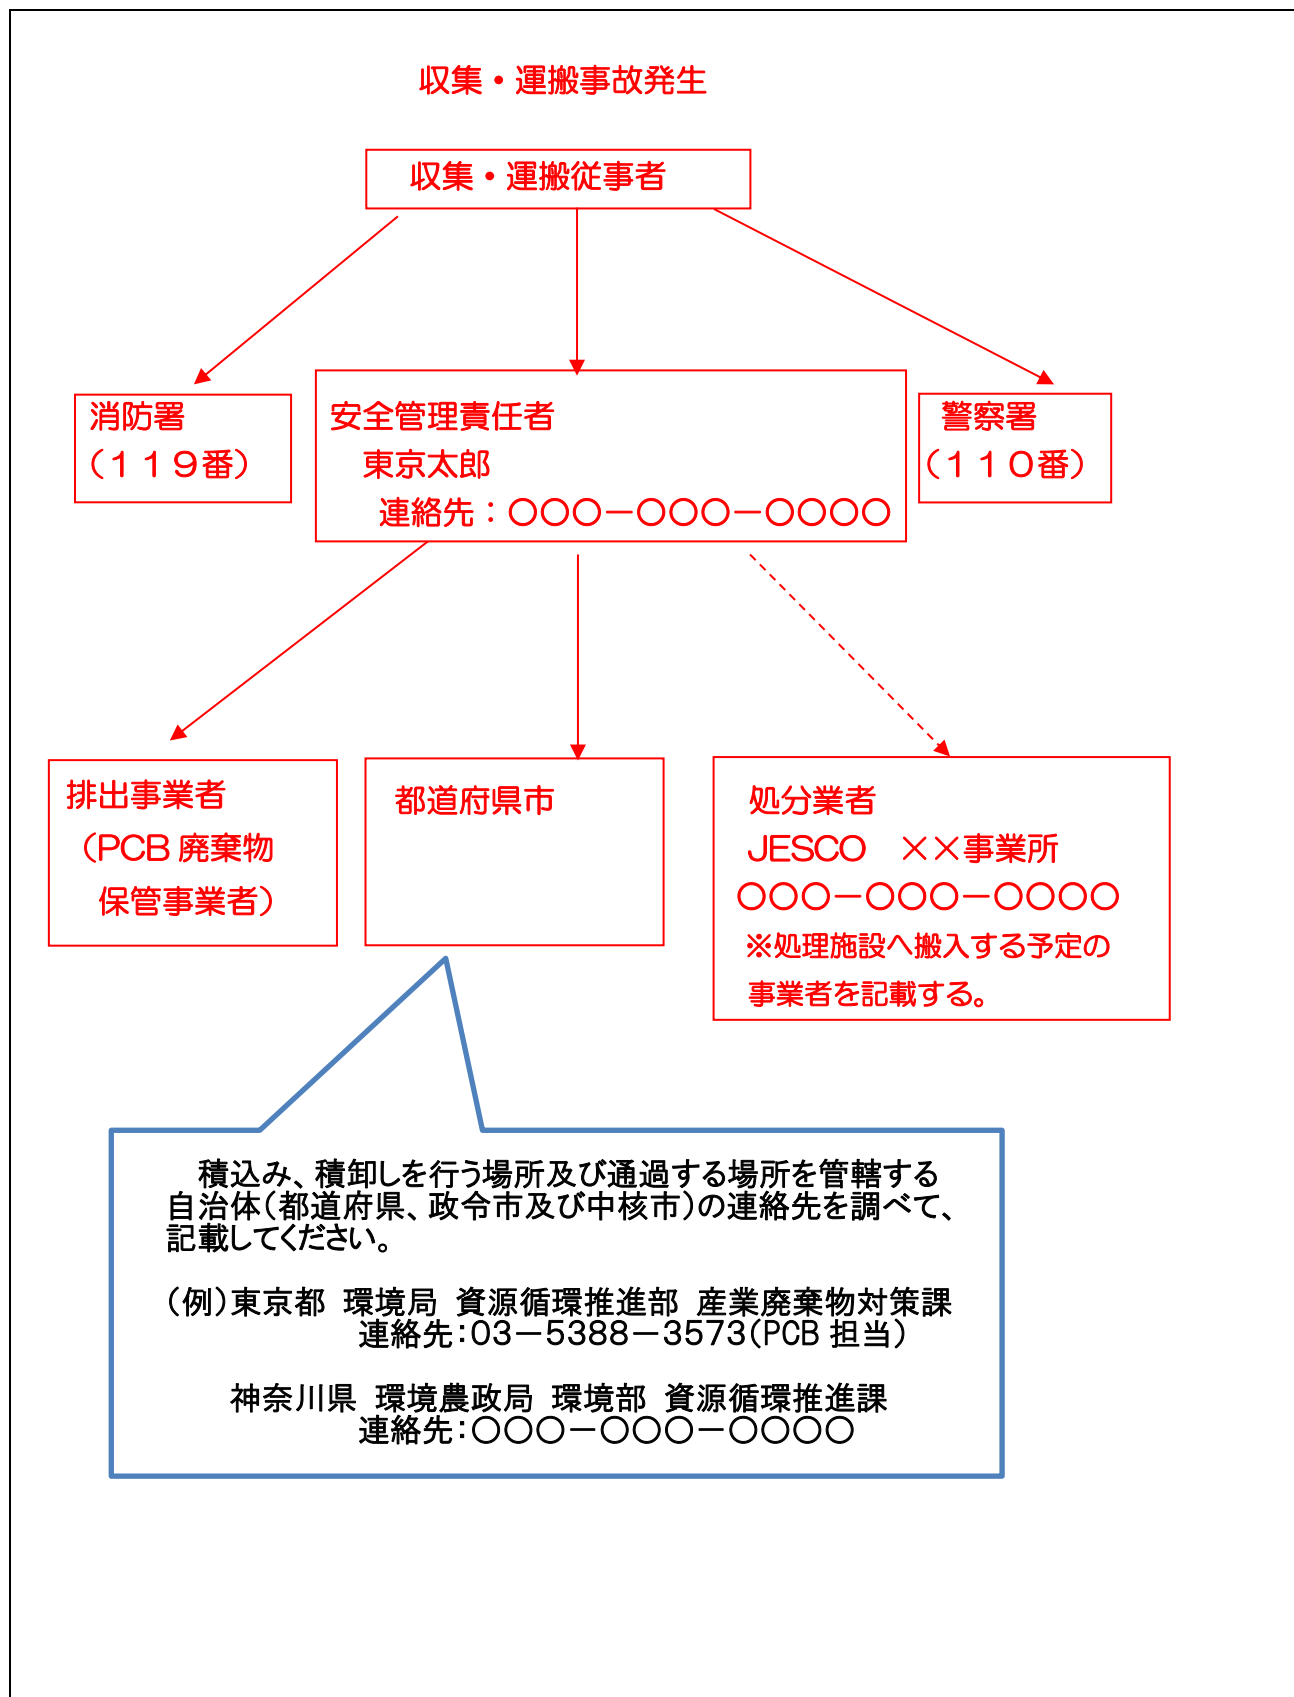 収集・運搬事故発生
収集・運搬従事者
消防署
（１１９番）
安全管理責任者
東京太郎
連絡先：○○○－○○○－○○○○
警察署
（１１０番）
排出事業者
（PCB 廃棄物
保管事業者）
都道府県市
処分業者
JESCO　××事業所
○○○－○○○－○○○○
※処理施設へ搬入する予定の
事業者を記載する。
積込み、積卸しを行う場所及び通過する場所を管轄する
自治体（都道府県、政令市及び中核市）の連絡先を調べて、
記載してください。
（例）東京都 環境局 資源循環推進部 産業廃棄物対策課
連絡先：０３－５３８８－３５７３（PCB 担当）
神奈川県 環境農政局 環境部 資源循環推進課
連絡先：○○○－○○○－○○○○